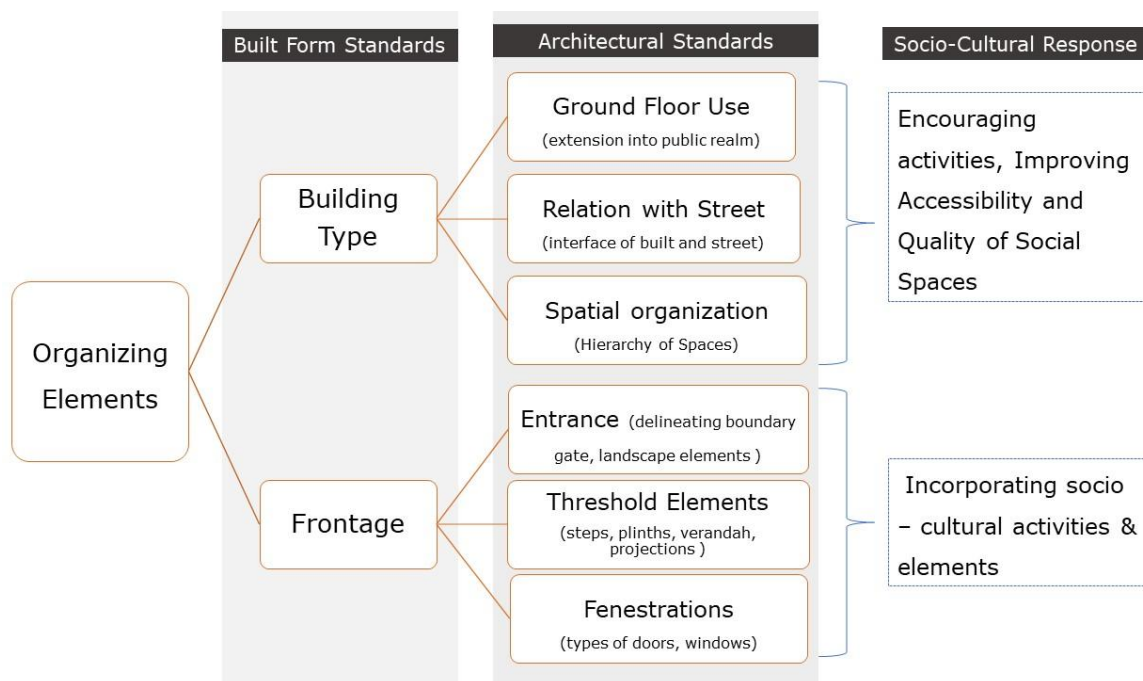 Built Form Standards
Architectural Standards
Socio-Cultural Response
Organizing
Elements
Building
Type
Frontage
Ground Floor Use
(extension into public realm)
Relation with Street
(interface of built and street)
Spatial organization
(Hierarchy of Spaces)
Entrance (delineating boundary
gate, landscape elements )
Threshold Elements
(steps, plinths, verandah,
projections )
Fenestrations
(types of doors, windows)
Encouraging
activities, Improving
Accessibility and
Quality of Social
Spaces
Incorporating socio
– cultural activities &
elements